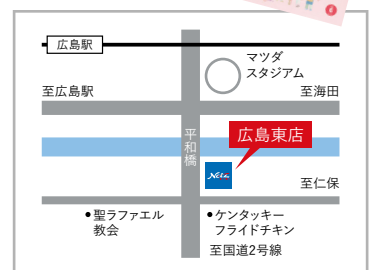 広島駅
マツダ
スタジアム
至広島駅
至海田
平和橋
広島東店
Netz
至仁保
●聖ラファエル
教会
●ケンタッキー
フライドチキン
至国道2号線